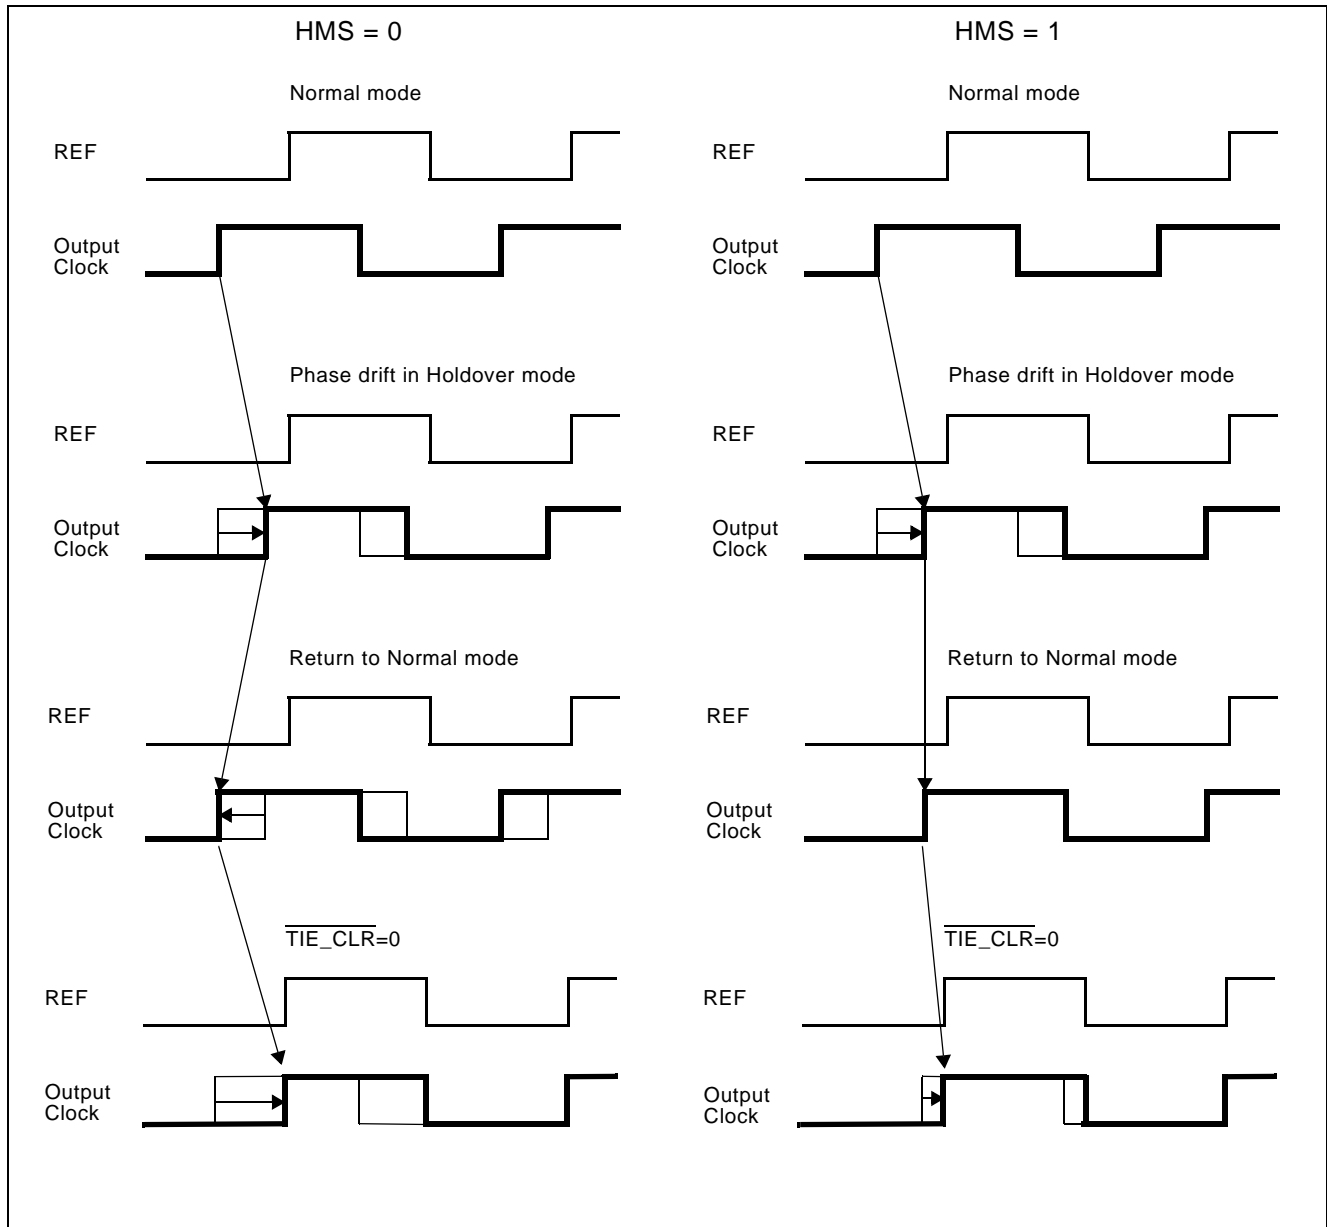 HMS = 0
Normal mode
REF
Output
Clock
Phase drift in Holdover mode
REF
Output
Clock
Return to Normal mode
REF
Output
Clock
TIE_CLR=0
REF
Output
Clock
HMS = 1
Normal mode
REF
Output
Clock
Phase drift in Holdover mode
REF
Output
Clock
Return to Normal mode
REF
Output
Clock
TIE_CLR=0
REF
Output
Clock